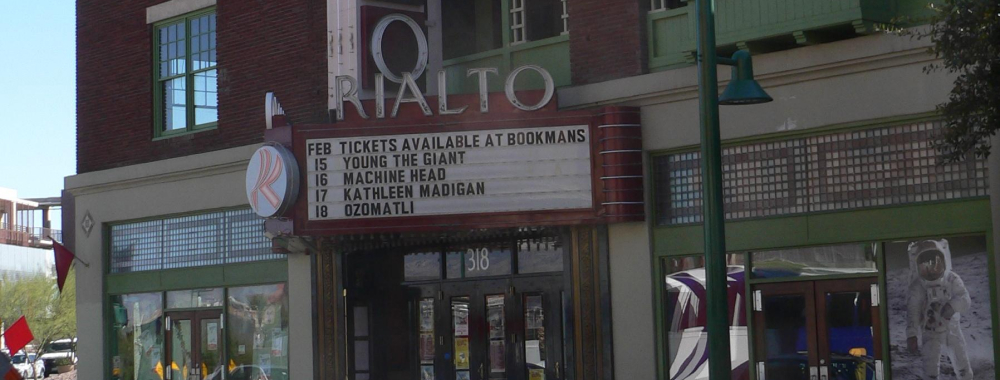 O
RIALTO
FEB TICKETS AVAILABLE AT BOOKMANS
15 YOUNG THE GIANT
16 MACHINE HEAD
17 KATHLEEN MADIGAN
18 OZOMATLI
R
318